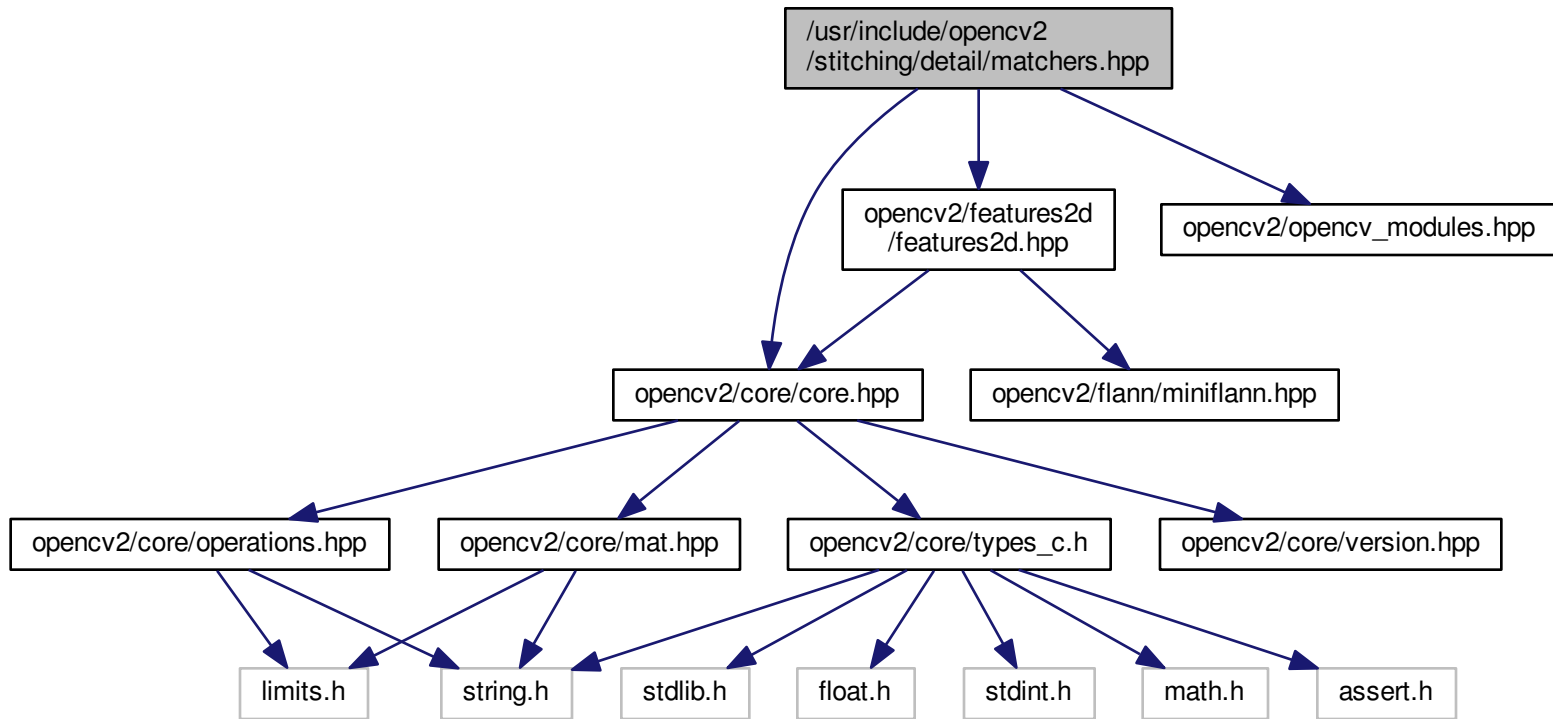 /usr/include/opencv2
/stitching/detail/matchers.hpp
opencv2/features2d
/features2d.hpp
opencv2/opencv_modules.hpp
opencv2/core/core.hpp
opencv2/flann/miniflann.hpp
opencv2/core/operations.hpp
opencv2/core/mat.hpp
opencv2/core/types_c.h
opencv2/core/version.hpp
limits.h
string.h
stdlib.h
float.h
stdint.h
math.h
assert.h